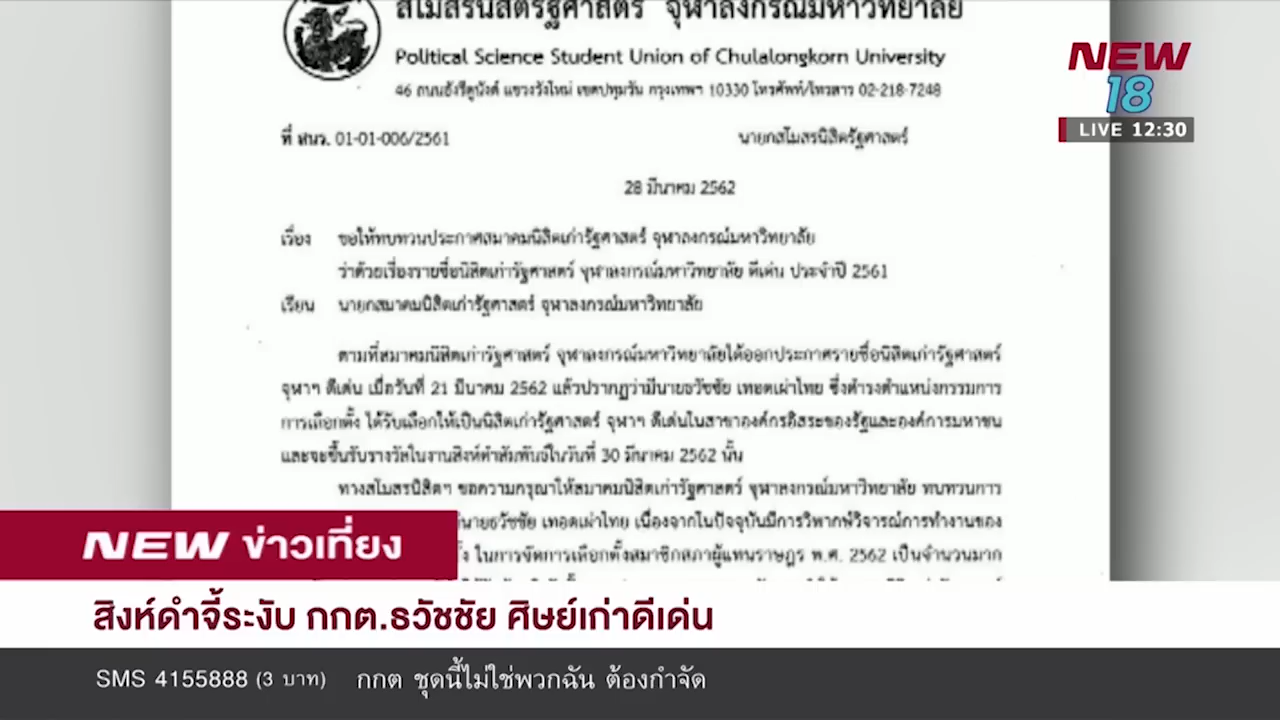 สโมสรนิสิตรัฐศาสตร์ จุฬาลงกรณ์มหาวิทยาลัย
Political Science Student Union of Chulalongkorn University
46 ถนนอังรีดูนังต์ แขวงวังใหม่ เขตปทุมวัน กรุงเทพฯ 10330 โทรศัพท์/โทรสาร 02-218-7248
NEW
18
LIVE 12:30
ที่ สนว. 01-01-006/2561 นายกสโมสรนิสิตรัฐศาสตร์
28 มีนาคม 2562
เรื่อง ขอให้ทบทวนประกาศสมาคมนิสิตเก่ารัฐศาสตร์ จุฬาลงกรณ์มหาวิทยาลัย
ว่าด้วยเรื่องรายชื่อนิสิตเก่ารัฐศาสตร์ จุฬาลงกรณ์มหาวิทยาลัย ดีเด่น ประจำปี 2561
เรียน นายกสมาคมนิสิตเก่ารัฐศาสตร์ จุฬาลงกรณ์มหาวิทยาลัย
ตามที่สมาคมนิสิตเก่ารัฐศาสตร์ จุฬาลงกรณ์มหาวิทยาลัยได้ออกประกาศรายชื่อนิสิตเก่ารัฐศาสตร์
จุฬาฯ ดีเด่น เมื่อวันที่ 21 มีนาคม 2562 แล้วปรากฏว่ามีนายธวัชชัย เทอดเผ่าไทย ซึ่งดำรงตำแหน่งกรรมการ
การเลือกตั้ง ได้รับเลือกให้เป็นนิสิตเก่ารัฐศาสตร์ จุฬาฯ ดีเด่นในสาขาองค์กรอิสระของรัฐและองค์การมหาชน
และจะขึ้นรับรางวัลในงานสิงห์ดำสัมพันธ์ในวันที่ 30 มีนาคม 2562 นั้น
ทางสโมสรนิสิตฯ ขอความกรุณาให้สมาคมนิสิตเก่ารัฐศาสตร์ จุฬาลงกรณ์มหาวิทยาลัย ทบทวนการ
นายธวัชชัย เทอดเผ่าไทย เนื่องจากในปัจจุบันมีการวิพากษ์วิจารณ์การทำงานของ
ในการจัดการเลือกตั้งสมาชิกสภาผู้แทนราษฎร พ.ศ. 2562 เป็นจำนวนมาก
NEW ข่าวเที่ยง
สิงห์ดำจี้ระงับ กกต.ธวัชชัย ศิษย์เก่าดีเด่น
SMS 4155888 (3 บาท) กกต ชุดนี้ไม่ใช่พวกฉัน ต้องกำจัด